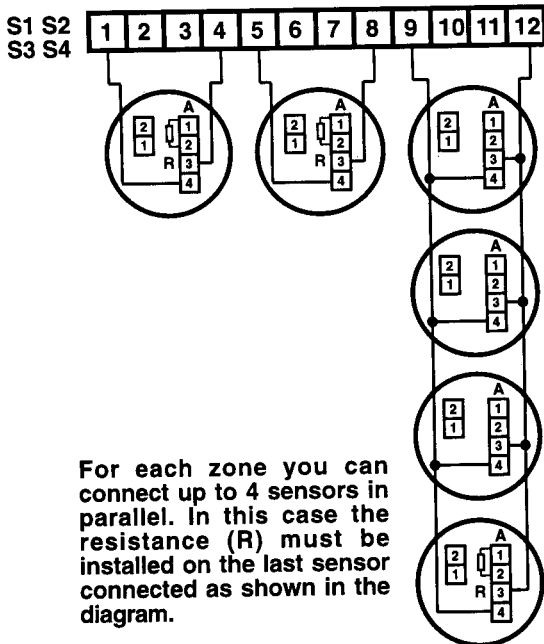 S1 S2
S3 S4
1 2 3 4 5 6 7 8 9 10 11 12
A
2 1
1 2
R 3
4
A
2 1
1 2
R 3
4
A
2 1
1 2
3
4
A
2 1
1 2
3
4
A
2 1
1 2
3
4
A
2 1
1 2
R 3
4
For each zone you can
connect up to 4 sensors in
parallel. In this case the
resistance (R) must be
installed on the last sensor
connected as shown in the
diagram.